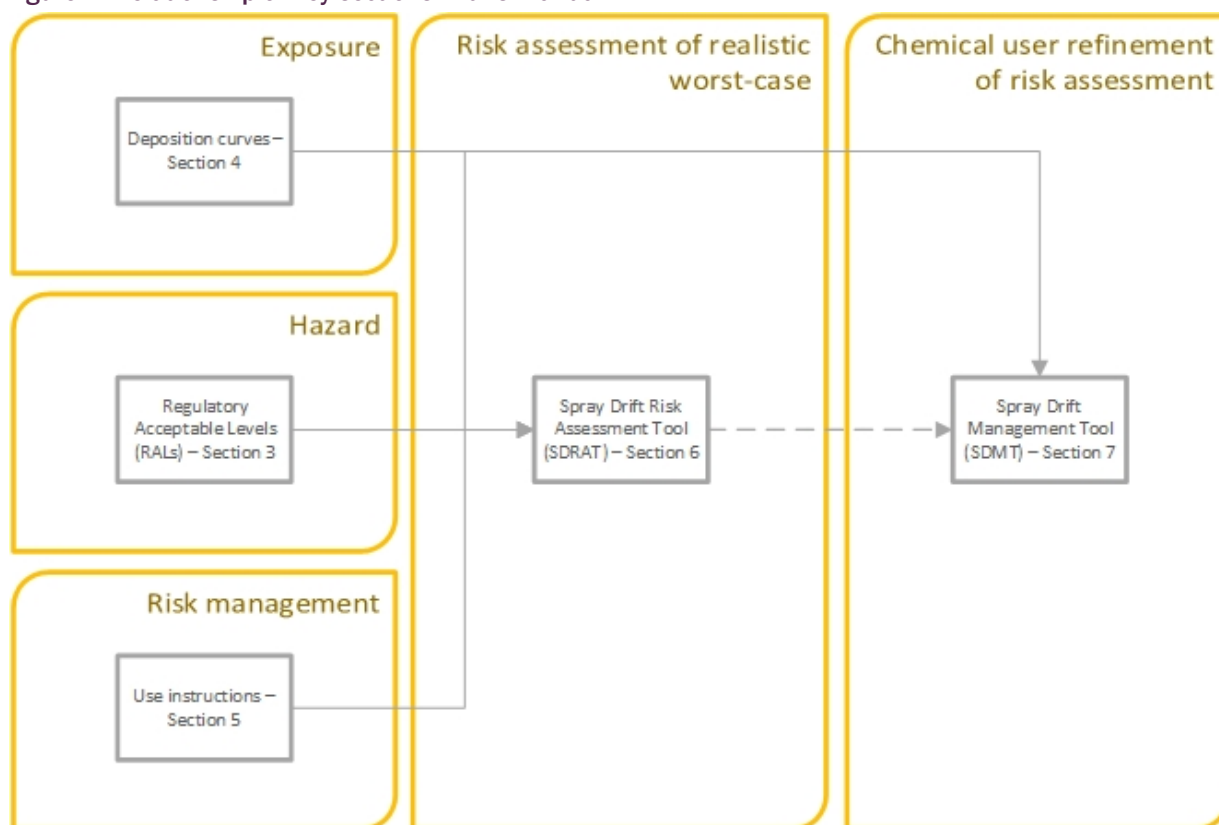 Exposure
Deposition curves –
Section 4
Hazard
Regulatory
Acceptable Levels
(RALs) – Section 3
Risk management
Use instructions –
Section 5
Risk assessment of realistic
worst-case
Spray Drift Risk
Assessment Tool
(SDRAT) – Section 6
Chemical user refinement
of risk assessment
Spray Drift
Management Tool
(SDMT) – Section 7